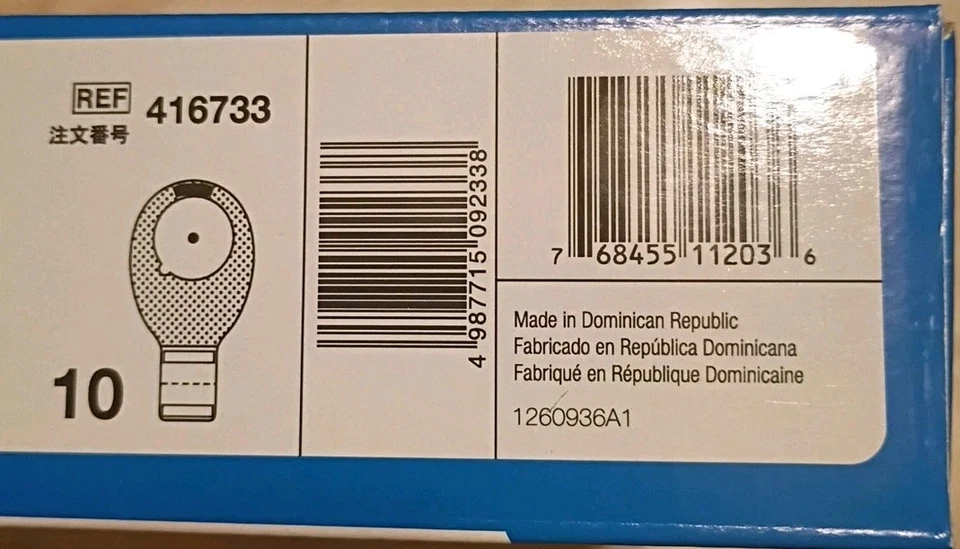 REF 416733
注文番号
10
4 987715 092338
7 68455 11203 6
Made in Dominican Republic
Fabricado en República Dominicana
Fabriqué en République Dominicaine
1260936A1